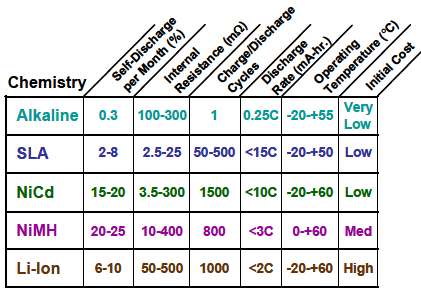 Chemistry
Self-Discharge
per Month (%)
Internal
Resistance (mΩ)
Charge/Discharge
Cycles
Discharge
Rate (mA-hr.)
Operating
Temperature (°C)
Initial Cost
Alkaline 0.3 100-300 1 0.25C -20-+55 Very Low
SLA 2-8 2.5-25 50-500 <15C -20-+50 Low
NiCd 15-20 3.5-300 1500 <10C -20-+60 Low
NiMH 20-25 10-400 800 <3C 0-+60 Med
Li-Ion 6-10 50-500 1000 <2C -20-+60 High